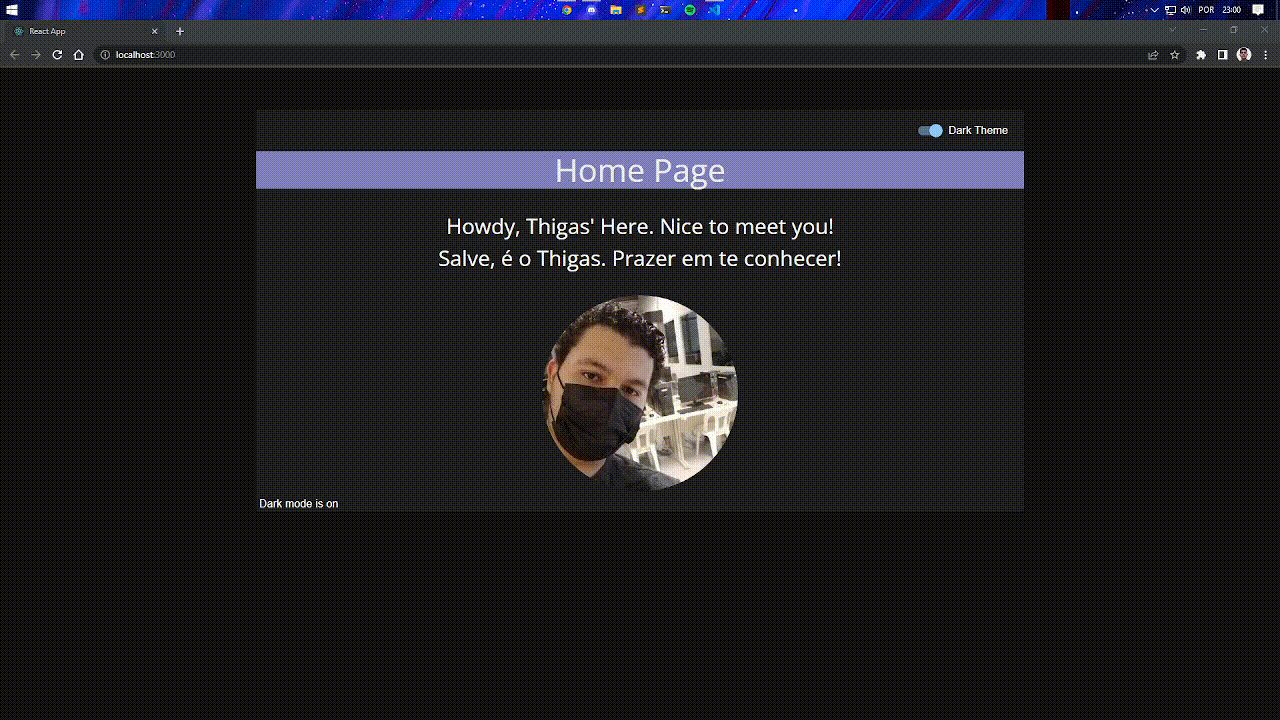 POR 23:00
React App
localhost:3000
Dark Theme
Home Page
Howdy, Thigas' Here. Nice to meet you!
Salve, é o Thigas. Prazer em te conhecer!
Dark mode is on